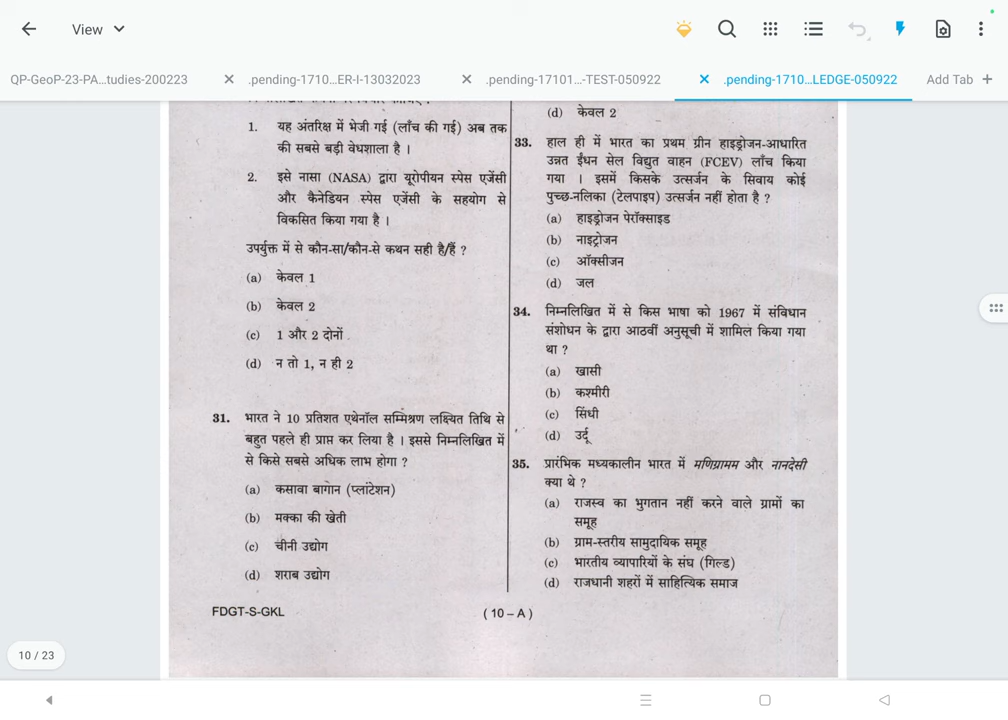 View
QP-GeoP-23-PA...tudies-200223
.pending-1710...ER-I-13032023
.pending-17101...-TEST-050922
.pending-1710...LEDGE-050922
Add Tab
1. यह अंतरिक्ष में भेजी गई (लाँच की गई) अब तक
की सबसे बड़ी वेधशाला है ।
2. इसे नासा (NASA) द्वारा यूरोपीयन स्पेस एजेंसी
और कैनेडियन स्पेस एजेंसी के सहयोग से
विकसित किया गया है ।
उपर्युक्त में से कौन-सा/कौन-से कथन सही है/हैं ?
(a) केवल 1
(b) केवल 2
(c) 1 और 2 दोनों
(d) न तो 1, न ही 2
31. भारत ने 10 प्रतिशत एथेनॉल सम्मिश्रण लक्ष्यित तिथि से
बहुत पहले ही प्राप्त कर लिया है । इससे निम्नलिखित में
से किसे सबसे अधिक लाभ होगा ?
(a) कसावा बागान (प्लांटेशन)
(b) मक्का की खेती
(c) चीनी उद्योग
(d) शराब उद्योग
(d) केवल 2
33. हाल ही में भारत का प्रथम ग्रीन हाइड्रोजन-आधारित
उन्नत ईंधन सेल विद्युत वाहन (FCEV) लाँच किया
गया । इसमें किसके उत्सर्जन के सिवाय कोई
पुच्छ-नलिका (टेलपाइप) उत्सर्जन नहीं होता है ?
(a) हाइड्रोजन पेरॉक्साइड
(b) नाइट्रोजन
(c) ऑक्सीजन
(d) जल
34. निम्नलिखित में से किस भाषा को 1967 में संविधान
संशोधन के द्वारा आठवीं अनुसूची में शामिल किया गया
था ?
(a) खासी
(b) कश्मीरी
(c) सिंधी
(d) उर्दू
35. प्रारंभिक मध्यकालीन भारत में मणिग्रामम और नानदेसी
क्या थे ?
(a) राजस्व का भुगतान नहीं करने वाले ग्रामों का
समूह
(b) ग्राम-स्तरीय सामुदायिक समूह
(c) भारतीय व्यापारियों के संघ (गिल्ड)
(d) राजधानी शहरों में साहित्यिक समाज
FDGT-S-GKL
( 10 – A )
10 / 23